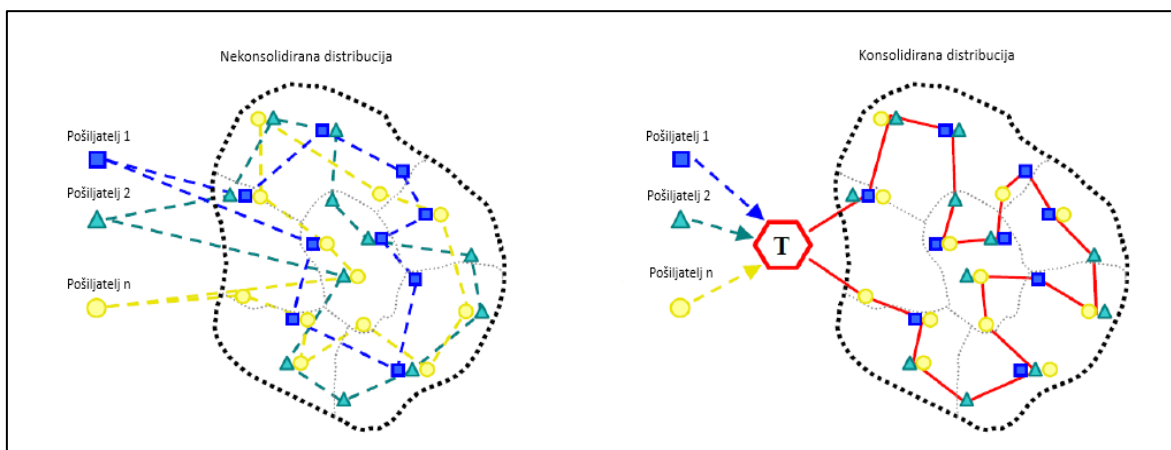 Nekonsolidirana distribucija
Pošiljatelj 1
Pošiljatelj 2
Pošiljatelj n
Konsolidirana distribucija
Pošiljatelj 1
Pošiljatelj 2
Pošiljatelj n
T